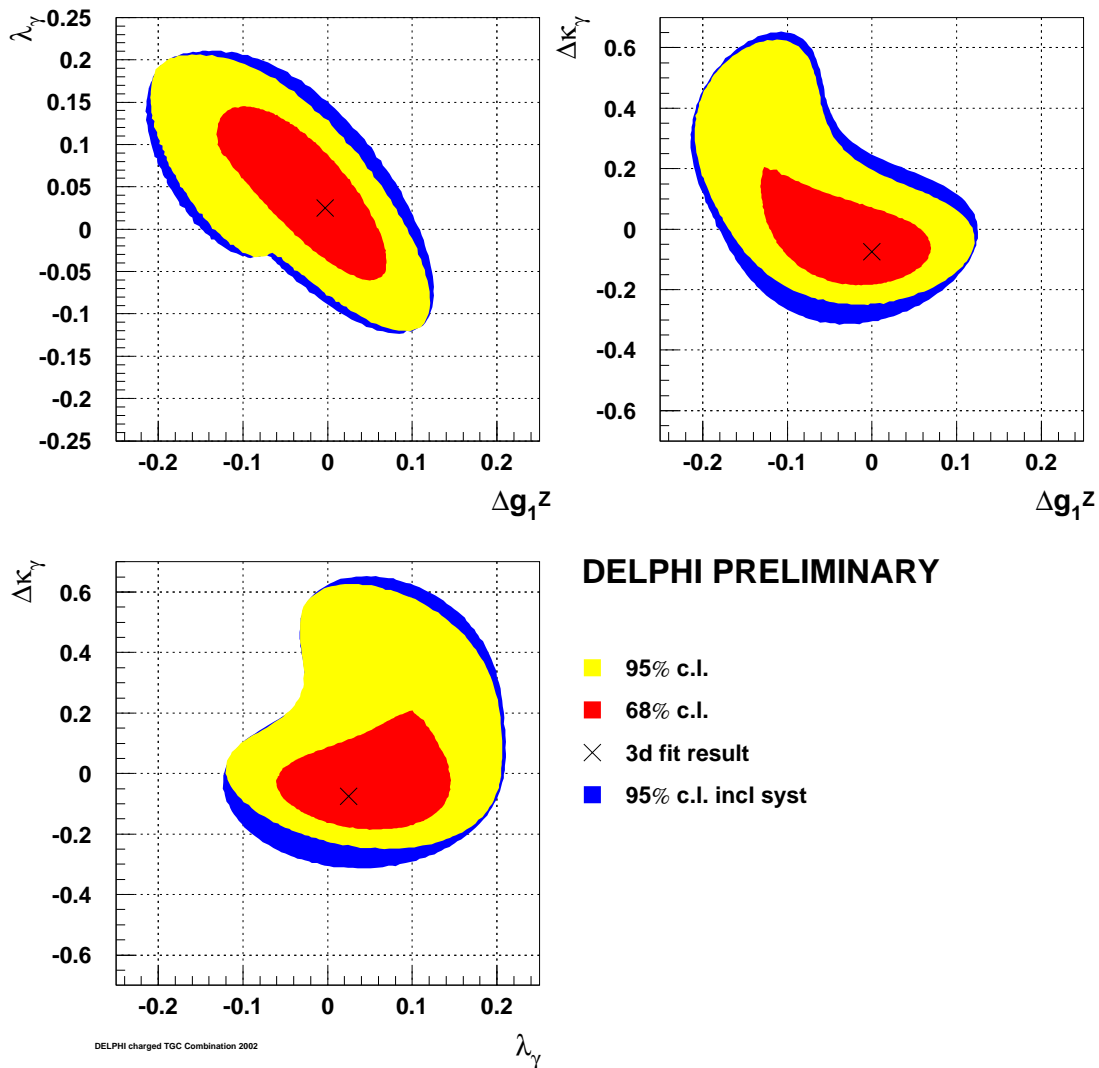 λγ
0.25
0.2
0.15
0.1
0.05
0
-0.05
-0.1
-0.15
-0.2
-0.25
-0.2 -0.1 0 0.1 0.2
Δg1Z
Δκγ
0.6
0.4
0.2
0
-0.2
-0.4
-0.6
-0.2 -0.1 0 0.1 0.2
Δg1Z
Δκγ
0.6
0.4
0.2
0
-0.2
-0.4
-0.6
-0.2 -0.1 0 0.1 0.2
λγ
DELPHI PRELIMINARY
95% c.l.
68% c.l.
3d fit result
95% c.l. incl syst
DELPHI charged TGC Combination 2002